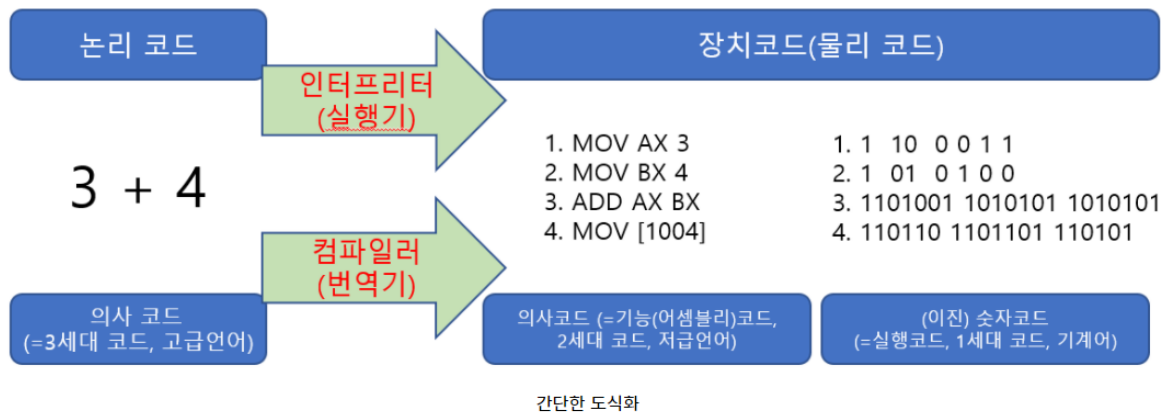 논리 코드
장치코드(물리 코드)
인터프리터
(실행기)
3 + 4
1. MOV AX 3
2. MOV BX 4
3. ADD AX BX
4. MOV [1004]
1. 1 10 0 0 1 1
2. 1 01 0 1 0 0
3. 1101001 1010101 1010101
4. 110110 1101101 110101
컴파일러
(번역기)
의사 코드
(=3세대 코드, 고급언어)
의사코드 (=기능(어셈블리)코드,
2세대 코드, 저급언어)
(이진) 숫자코드
(=실행코드, 1세대 코드, 기계어)
간단한 도식화